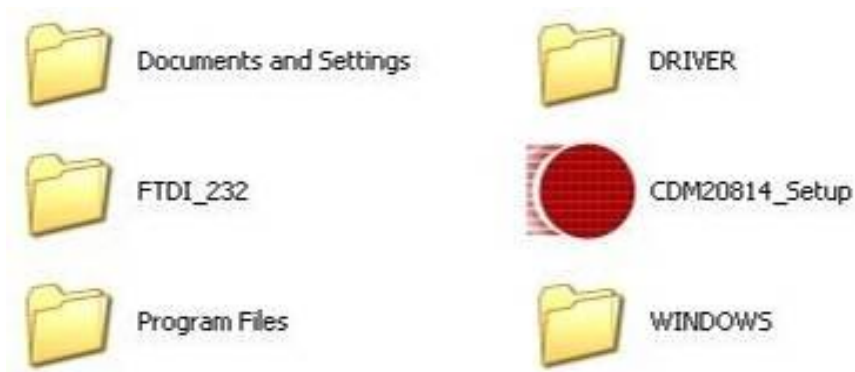 Documents and Settings
DRIVER
FTDI_232
CDM20814_Setup
Program Files
WINDOWS